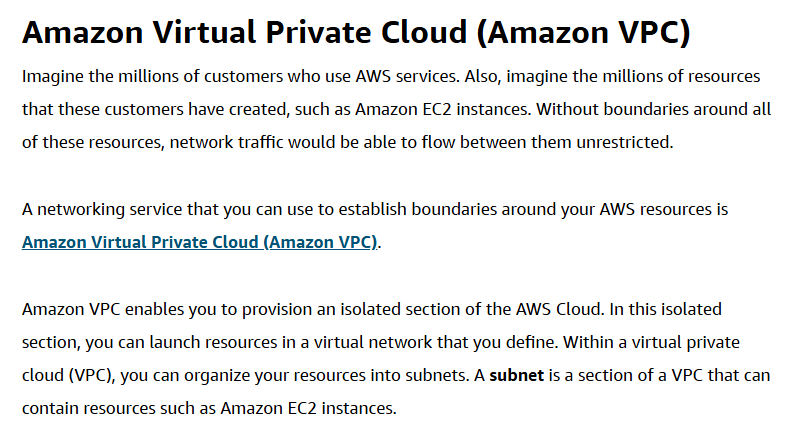 Amazon Virtual Private Cloud (Amazon VPC)
Imagine the millions of customers who use AWS services. Also, imagine the millions of resources
that these customers have created, such as Amazon EC2 instances. Without boundaries around all
of these resources, network traffic would be able to flow between them unrestricted.
A networking service that you can use to establish boundaries around your AWS resources is
Amazon Virtual Private Cloud (Amazon VPC).
Amazon VPC enables you to provision an isolated section of the AWS Cloud. In this isolated
section, you can launch resources in a virtual network that you define. Within a virtual private
cloud (VPC), you can organize your resources into subnets. A subnet is a section of a VPC that can
contain resources such as Amazon EC2 instances.